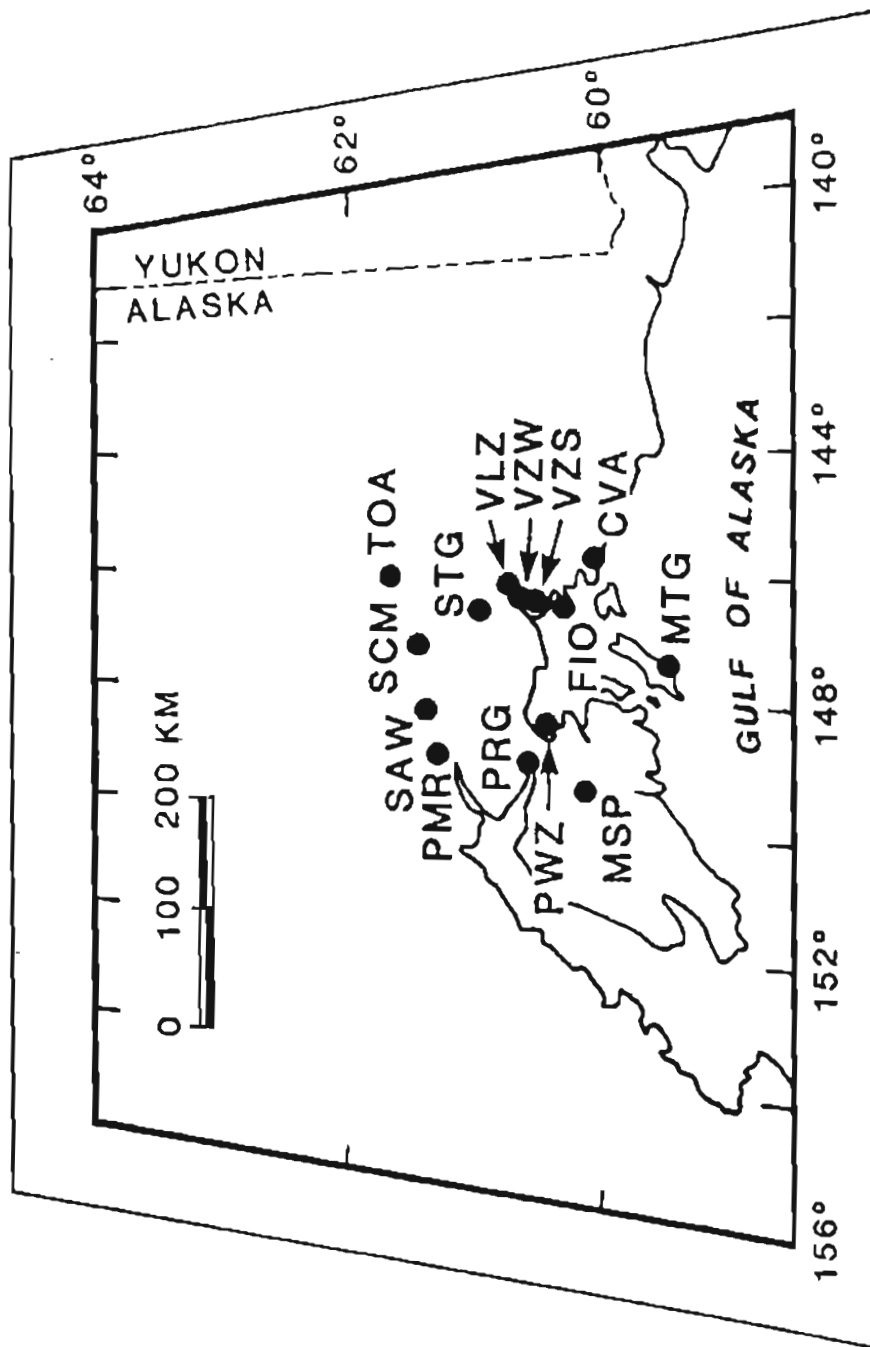 64°
62°
60°
YUKON
ALASKA
0 100 200 KM
TOA
SCM
SAW
PMR
STG
VLZ
VZW
VZS
PRG
CVA
FIO
PWZ
MSP
MTG
GULF OF ALASKA
156°
152°
148°
144°
140°